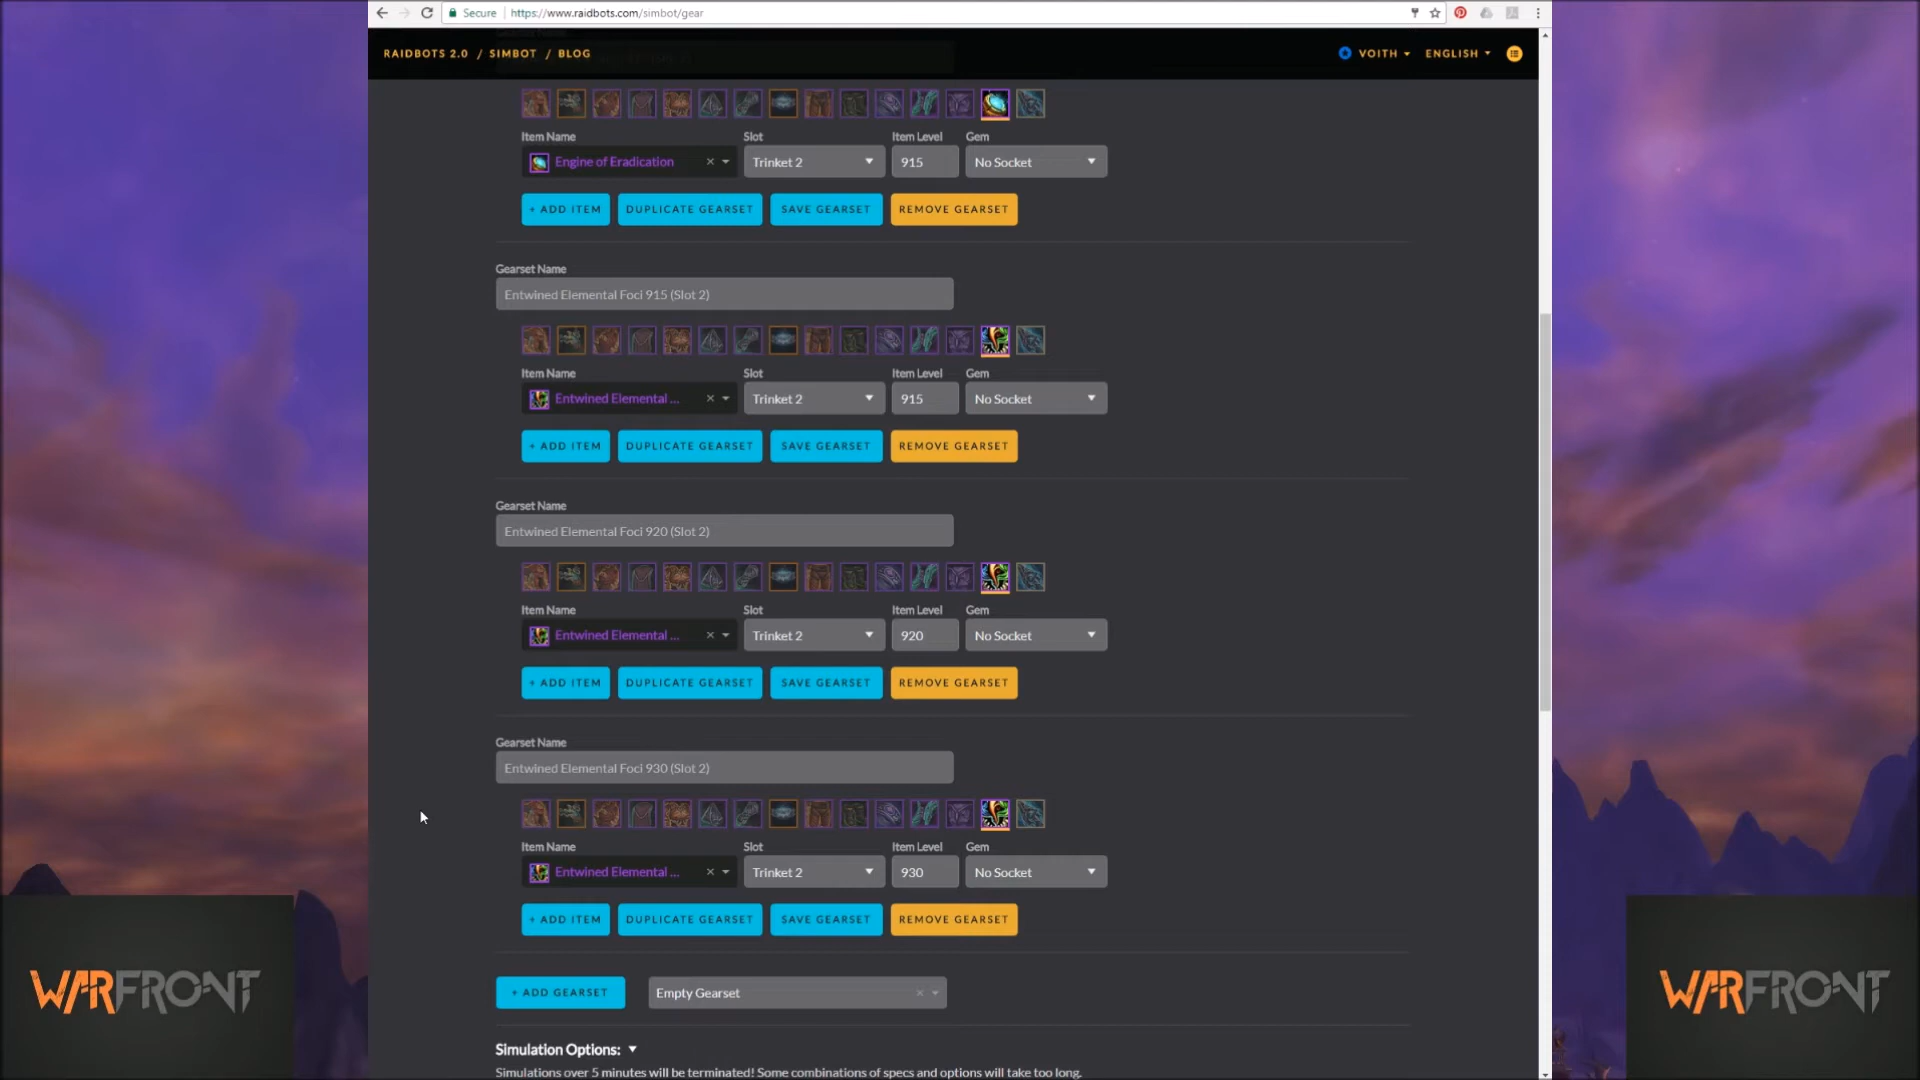 Secure
https://www.raidbots.com/simbot/gear
RAIDBOTS 2.0 / SIMBOT / BLOG
VOITH
ENGLISH
Item Name Slot Item Level Gem
Engine of Eradication × Trinket 2 915 No Socket
+ ADD ITEM DUPLICATE GEARSET SAVE GEARSET REMOVE GEARSET
Gearset Name
Entwined Elemental Foci 915 (Slot 2)
Item Name Slot Item Level Gem
Entwined Elemental ... × Trinket 2 915 No Socket
+ ADD ITEM DUPLICATE GEARSET SAVE GEARSET REMOVE GEARSET
Gearset Name
Entwined Elemental Foci 920 (Slot 2)
Item Name Slot Item Level Gem
Entwined Elemental ... × Trinket 2 920 No Socket
+ ADD ITEM DUPLICATE GEARSET SAVE GEARSET REMOVE GEARSET
Gearset Name
Entwined Elemental Foci 930 (Slot 2)
Item Name Slot Item Level Gem
Entwined Elemental ... × Trinket 2 930 No Socket
+ ADD ITEM DUPLICATE GEARSET SAVE GEARSET REMOVE GEARSET
+ ADD GEARSET Empty Gearset ×
Simulation Options:
Simulations over 5 minutes will be terminated! Some combinations of specs and options will take too long.
WARFRONT
WARFRONT